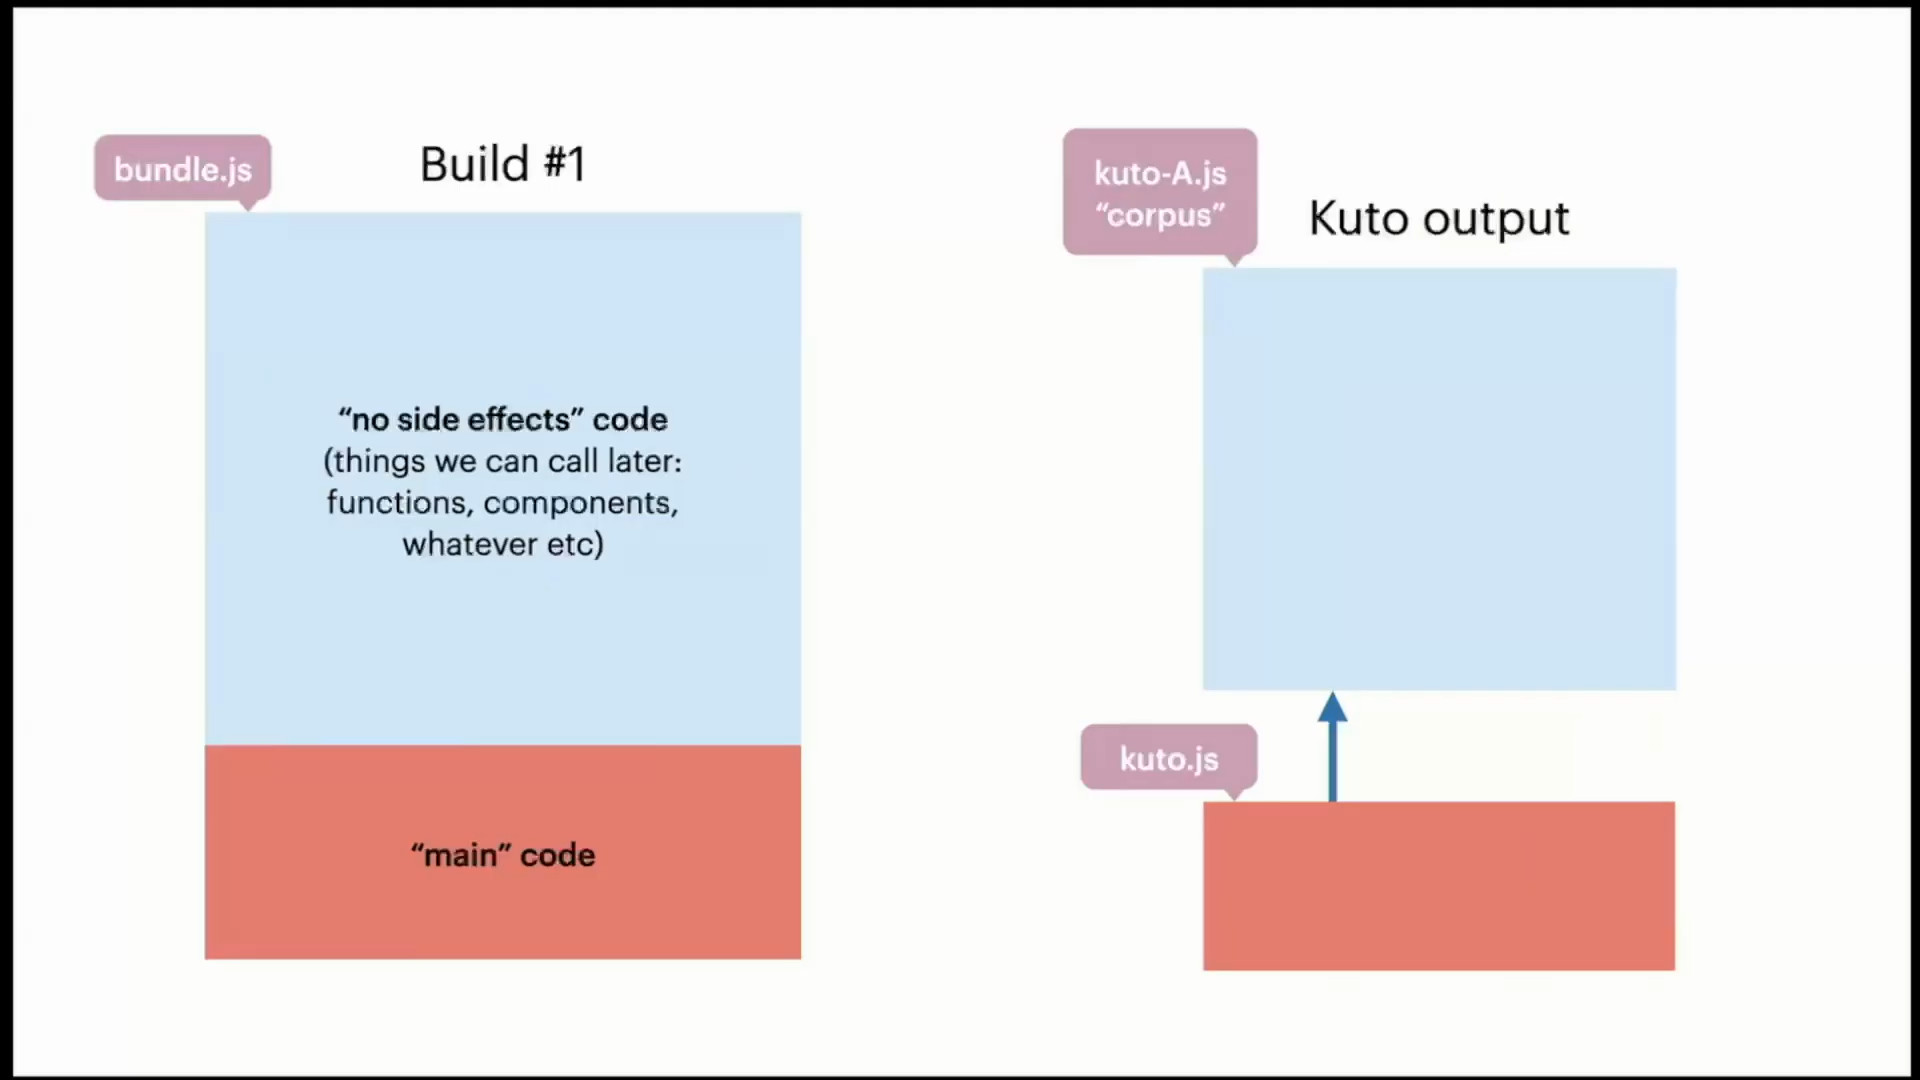 bundle.js
Build #1
“no side effects” code
(things we can call later:
functions, components,
whatever etc)
“main” code
kuto-A.js
“corpus”
Kuto output
kuto.js